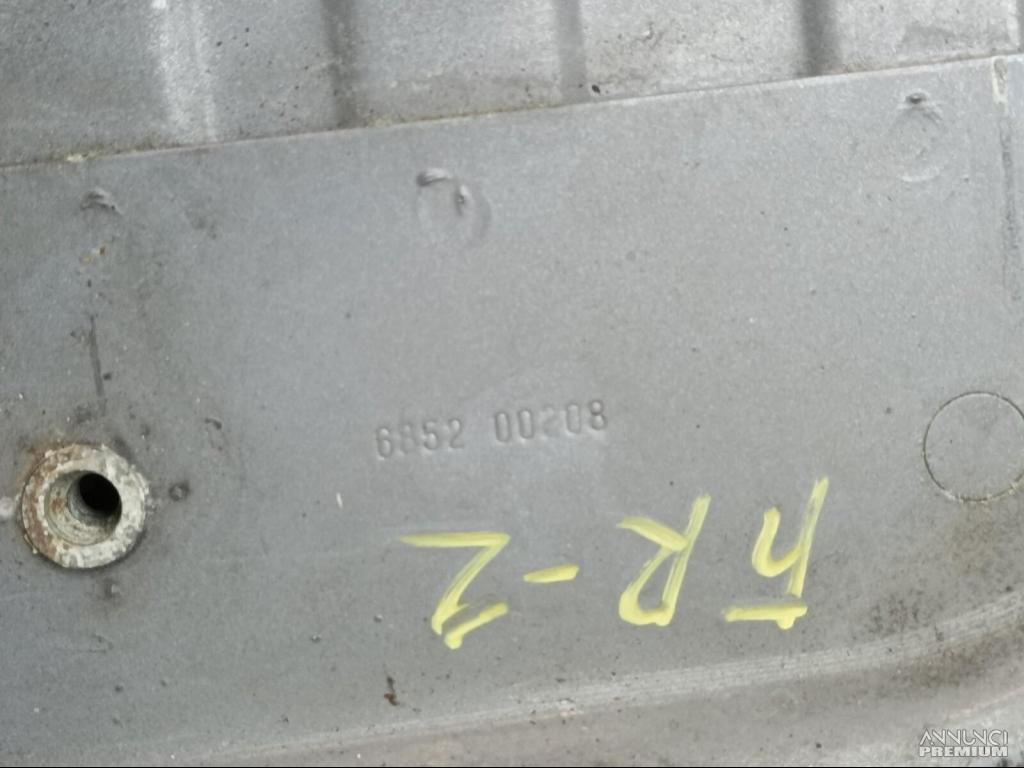 6852 00208
FR-2
ANNUNCI
PREMIUM